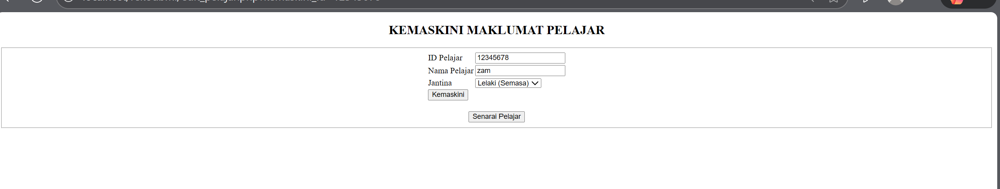 KEMASKINI MAKLUMAT PELAJAR
ID Pelajar 12345678
Nama Pelajar zam
Jantina Lelaki (Semasa)
Kemaskini
Senarai Pelajar